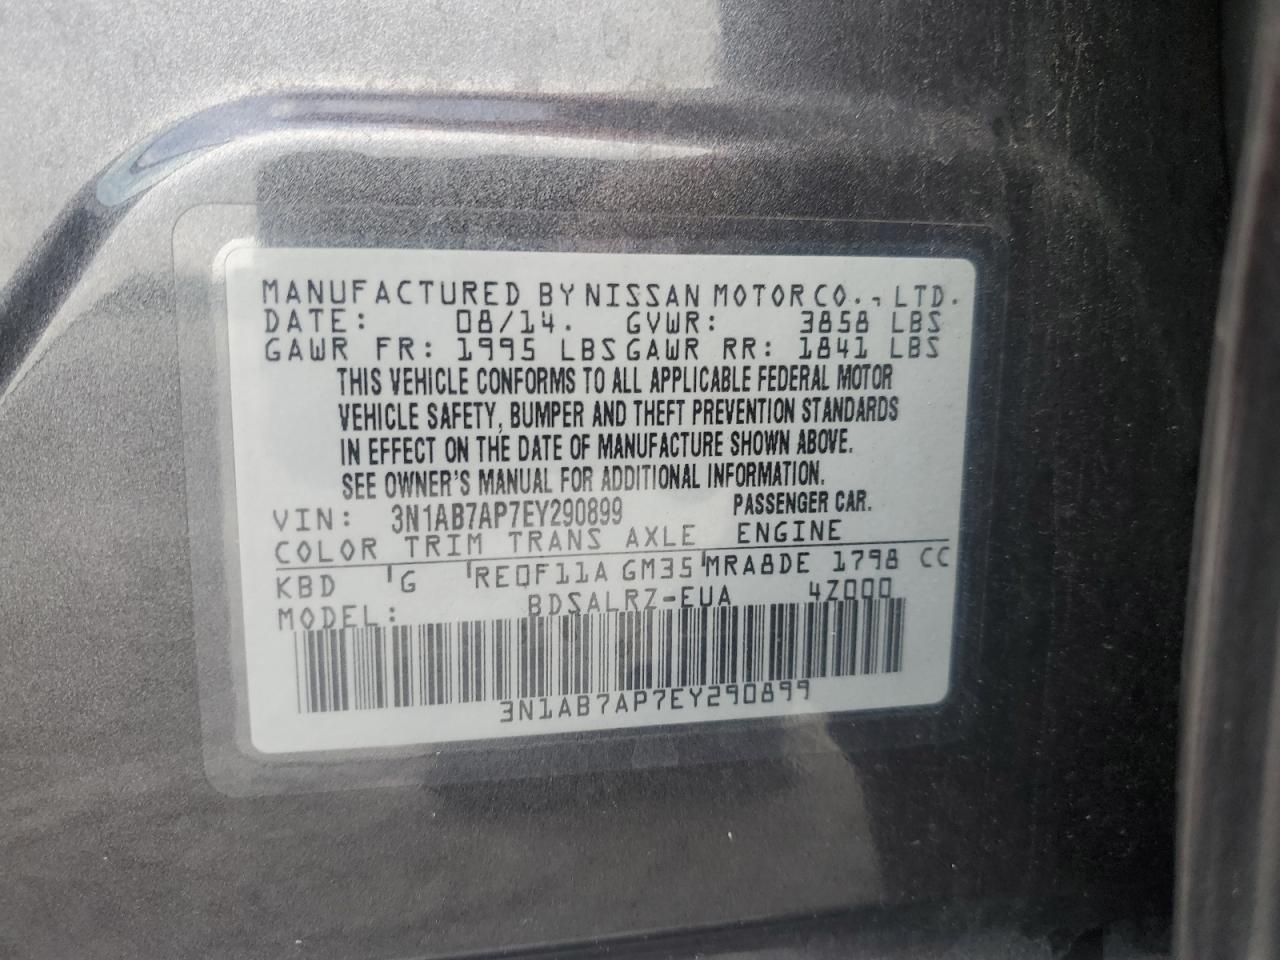 MANUFACTURED BY NISSAN MOTOR CO., LTD.
DATE: 08/14. GVWR: 3858 LBS
GAWR FR: 1995 LBS GAWR RR: 1841 LBS
THIS VEHICLE CONFORMS TO ALL APPLICABLE FEDERAL MOTOR
VEHICLE SAFETY, BUMPER AND THEFT PREVENTION STANDARDS
IN EFFECT ON THE DATE OF MANUFACTURE SHOWN ABOVE.
SEE OWNER'S MANUAL FOR ADDITIONAL INFORMATION.
VIN: 3N1AB7AP7EY290899 PASSENGER CAR.
COLOR TRIM TRANS AXLE ENGINE
KBD G RE0F11A GM35 MRA8DE 1798 CC
MODEL: BDSALRZ-EUA 4Z000
3N1AB7AP7EY290899